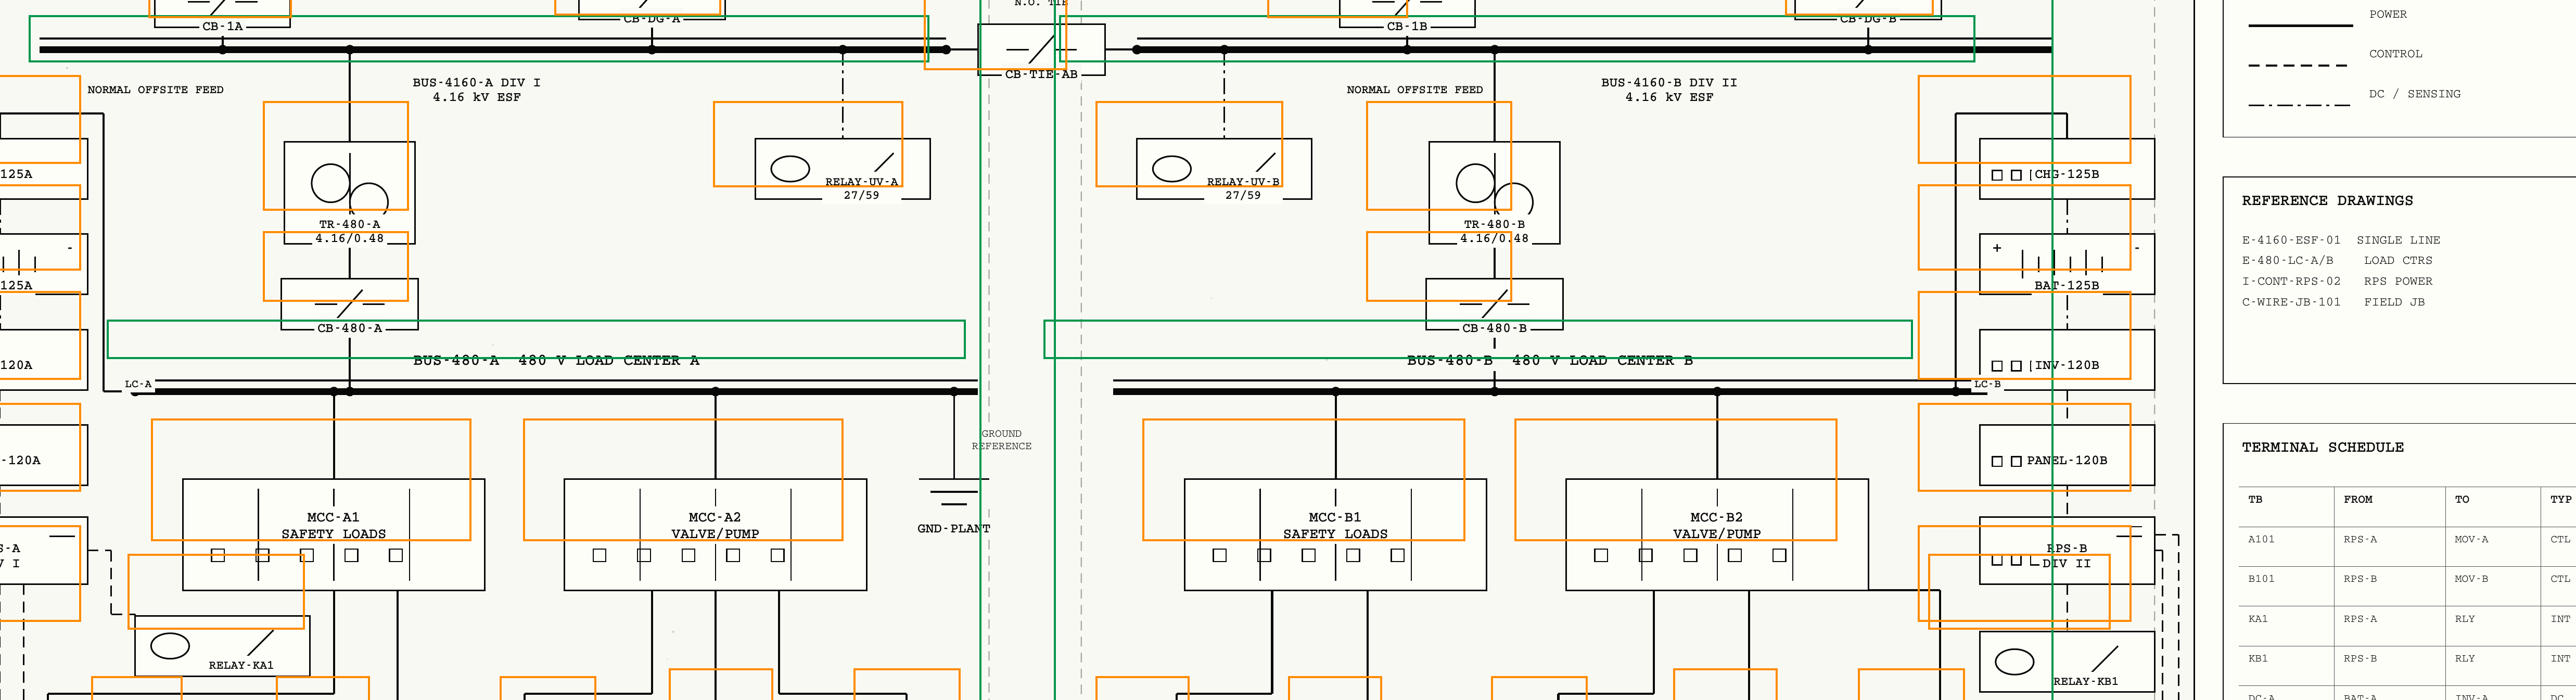 N.O. TIE
CB-1A
CB-DG-A
CB-1B
CB-DG-B
CB-TIE-AB
NORMAL OFFSITE FEED
BUS-4160-A DIV I
4.16 kV ESF
NORMAL OFFSITE FEED
BUS-4160-B DIV II
4.16 kV ESF
125A
RELAY-UV-A
27/59
RELAY-UV-B
27/59
CHG-125B
TR-480-A
4.16/0.48
TR-480-B
4.16/0.48
-
+
-
125A
BAT-125B
CB-480-A
CB-480-B
BUS-480-A 480 V LOAD CENTER A
BUS-480-B 480 V LOAD CENTER B
120A
INV-120B
LC-A
LC-B
GROUND
REFERENCE
-120A
PANEL-120B
MCC-A1
SAFETY LOADS
MCC-A2
VALVE/PUMP
GND-PLANT
MCC-B1
SAFETY LOADS
MCC-B2
VALVE/PUMP
S-A
V I
RPS-B
DIV II
RELAY-KA1
RELAY-KB1
POWER
CONTROL
DC / SENSING
REFERENCE DRAWINGS
E-4160-ESF-01 SINGLE LINE
E-480-LC-A/B LOAD CTRS
I-CONT-RPS-02 RPS POWER
C-WIRE-JB-101 FIELD JB
TERMINAL SCHEDULE
TB FROM TO TYP
A101 RPS-A MOV-A CTL
B101 RPS-B MOV-B CTL
KA1 RPS-A RLY INT
KB1 RPS-B RLY INT
DC-A BAT-A INV-A DC